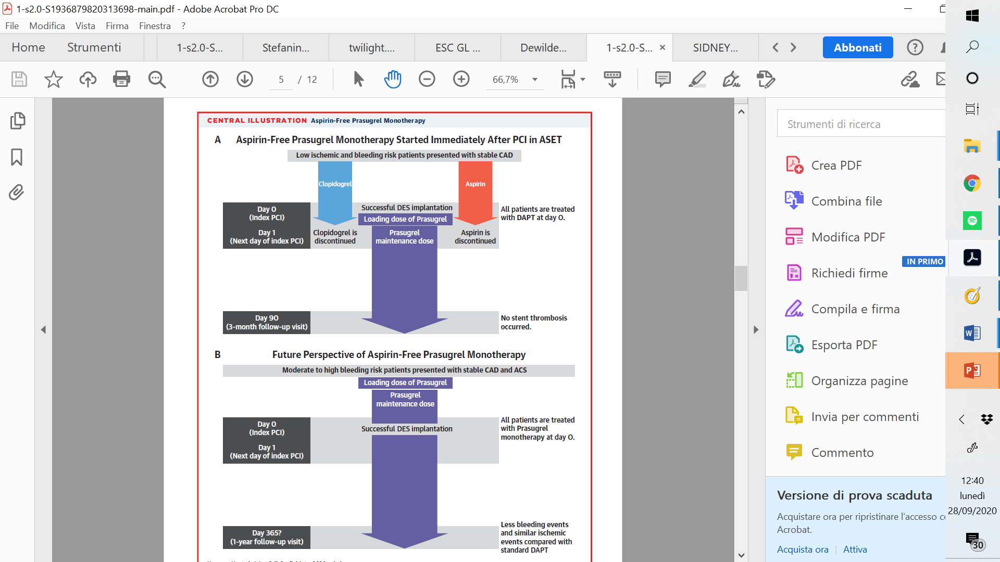 1-s2.0-S1936879820313698-main.pdf - Adobe Acrobat Pro DC
File Modifica Vista Firma Finestra ?
Home Strumenti 1-s2.0-S... Stefanin... twilight.... ESC GL ... Dewilde... 1-s2.0-S... × SIDNEY... Abbonati
5 / 12 66,7%
CENTRAL ILLUSTRATION Aspirin-Free Prasugrel Monotherapy
A Aspirin-Free Prasugrel Monotherapy Started Immediately After PCI in ASET
Low ischemic and bleeding risk patients presented with stable CAD
Clopidogrel
Aspirin
Day 0
(Index PCI)
Day 1
(Next day of index PCI)
Successful DES implantation
Loading dose of Prasugrel
All patients are treated
with DAPT at day 0.
Clopidogrel is
discontinued
Prasugrel
maintenance dose
Aspirin is
discontinued
Day 90
(3-month follow-up visit)
No stent thrombosis
occurred.
B Future Perspective of Aspirin-Free Prasugrel Monotherapy
Moderate to high bleeding risk patients presented with stable CAD and ACS
Loading dose of Prasugrel
Prasugrel
maintenance dose
Day 0
(Index PCI)
Day 1
(Next day of index PCI)
Successful DES implantation
All patients are treated
with Prasugrel
monotherapy at day 0.
Day 365?
(1-year follow-up visit)
Less bleeding events
and similar ischemic
events compared with
standard DAPT
Strumenti di ricerca
Crea PDF
Combina file
Modifica PDF
IN PRIMO
Richiedi firme
Compila e firma
Esporta PDF
Organizza pagine
Invia per commenti
Commento
Versione di prova scaduta
Acquistare ora per ripristinare l'accesso
Acrobat.
Acquista ora | Attiva
12:40
lunedì
28/09/2020
30